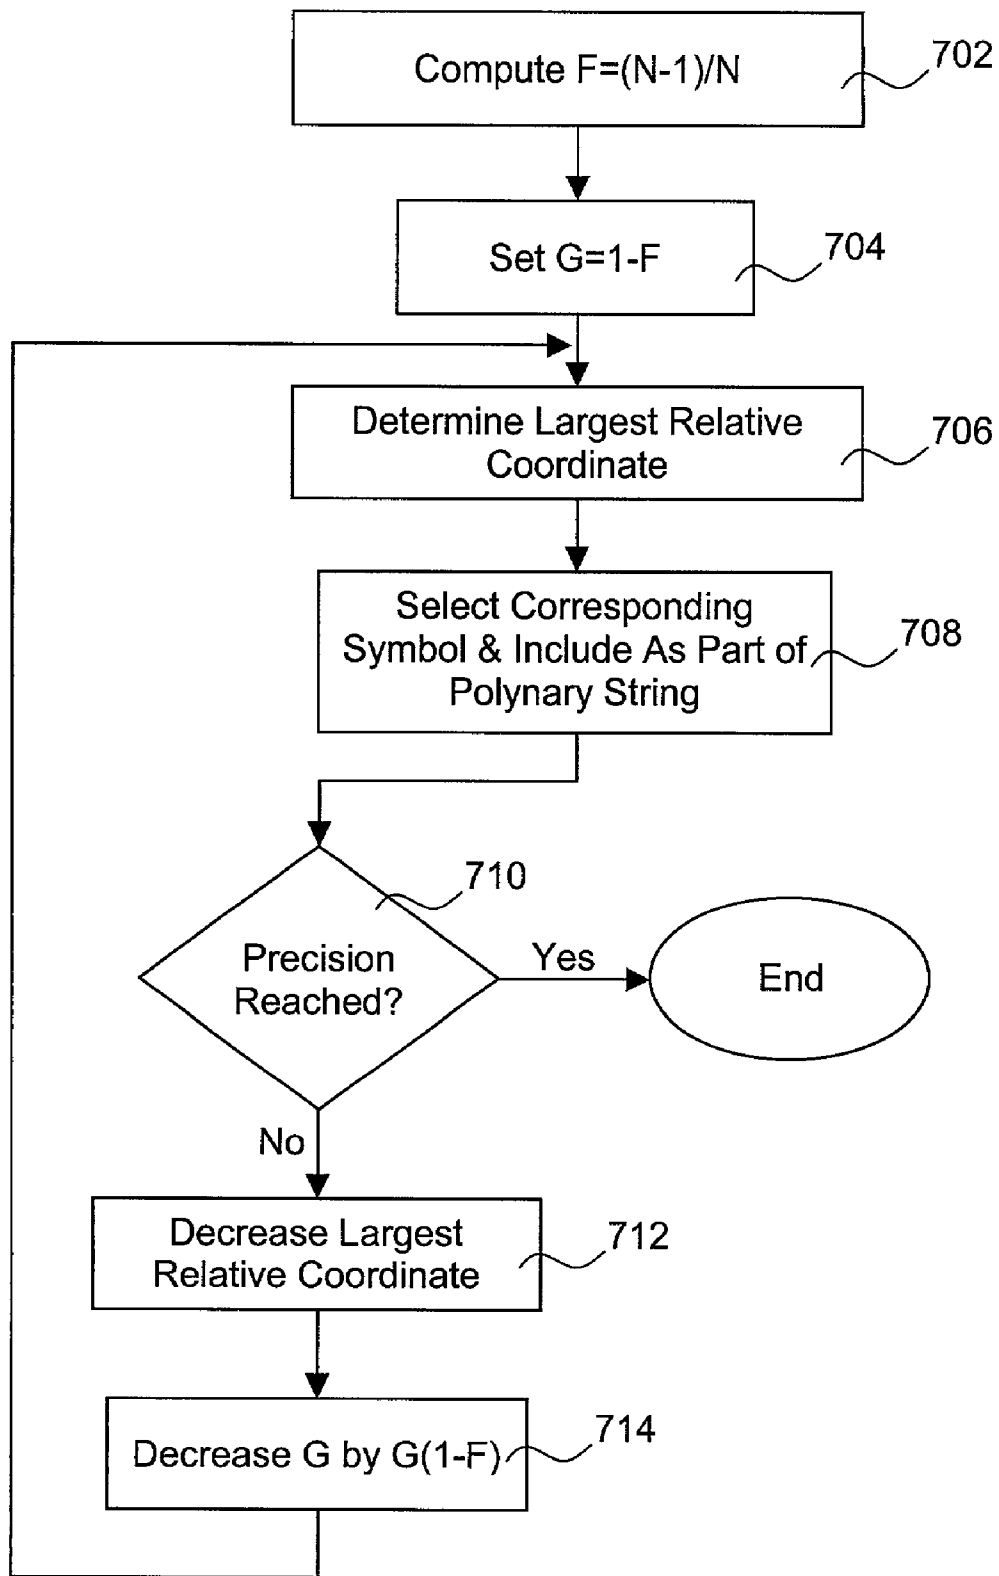 Compute F=(N-1)/N
702
Set G=1-F
704
Determine Largest Relative
Coordinate
706
Select Corresponding
Symbol & Include As Part of
Polynary String
708
710
Precision
Reached?
Yes
End
No
Decrease Largest
Relative Coordinate
712
Decrease G by G(1-F)
714